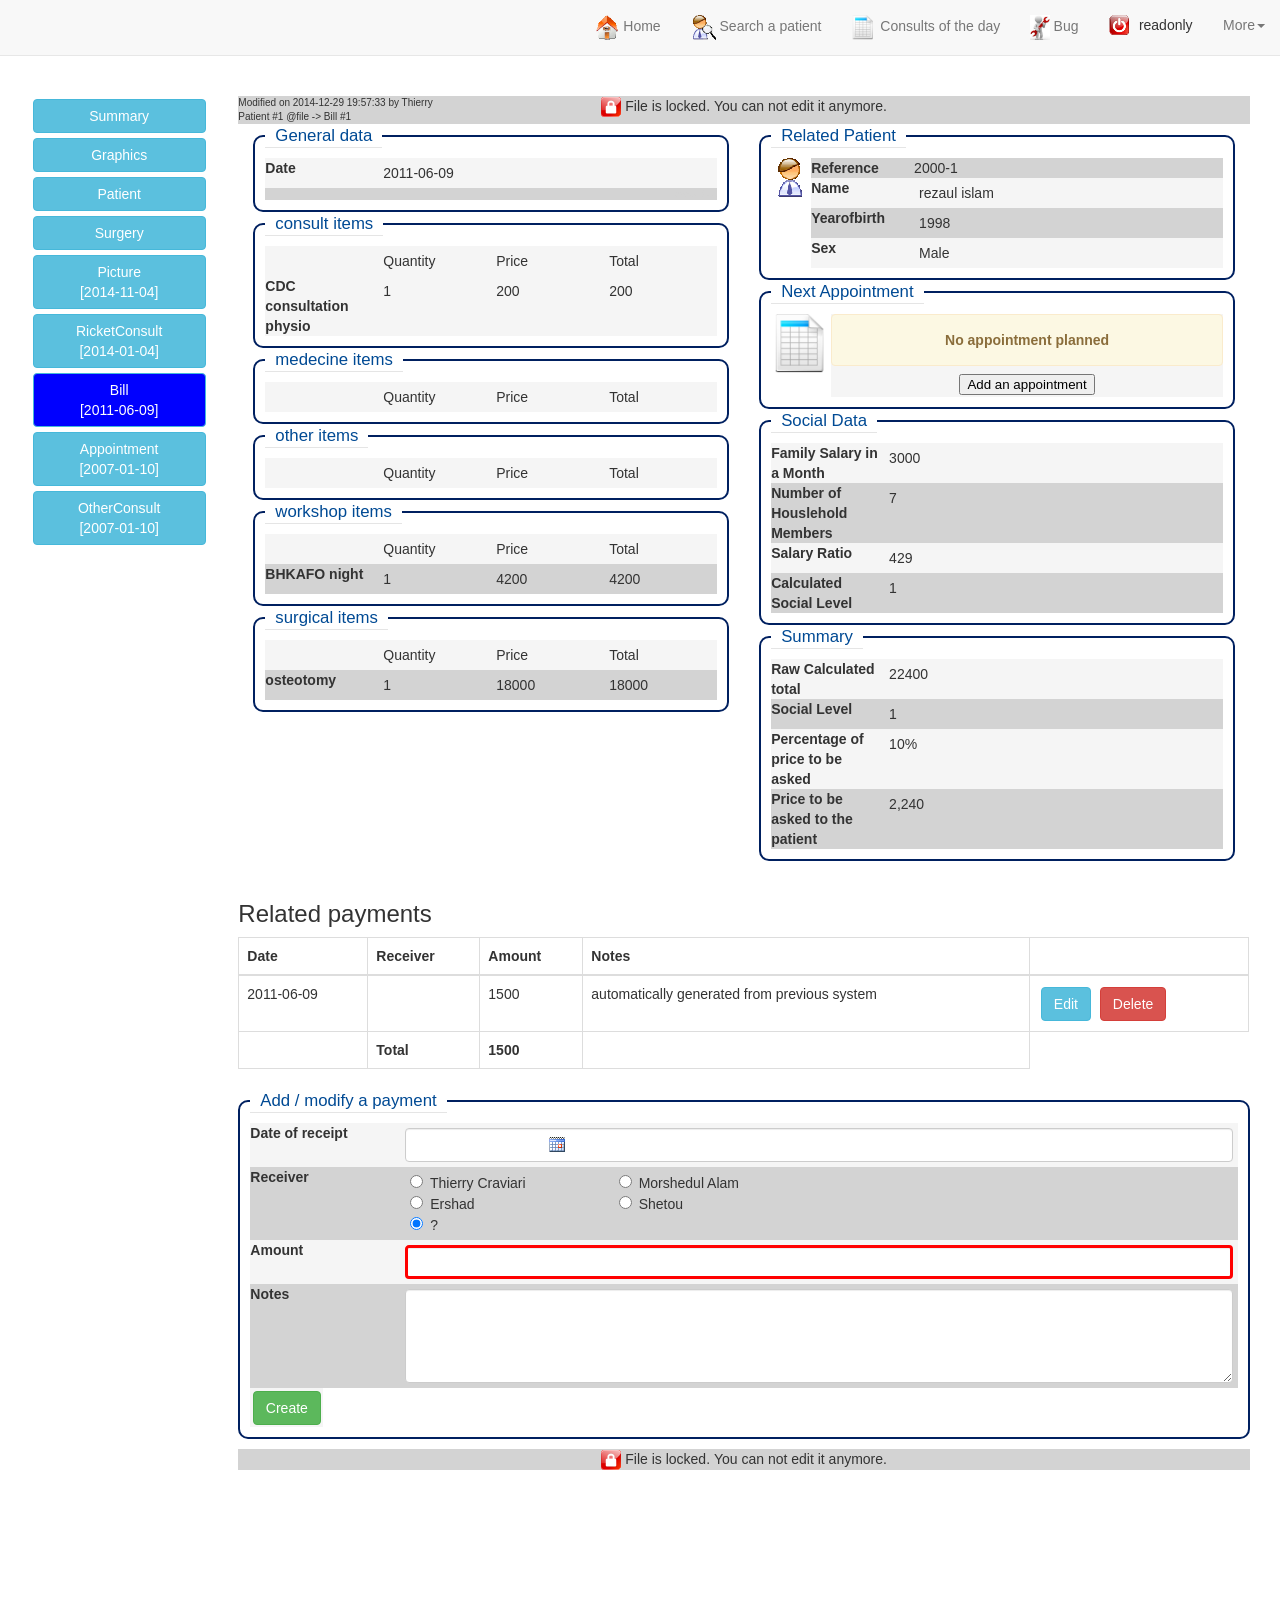 Home Search a patient Consults of the day Bug readonly More
Summary
Graphics
Patient
Surgery
Picture
[2014-11-04]
RicketConsult
[2014-01-04]
Bill
[2011-06-09]
Appointment
[2007-01-10]
OtherConsult
[2007-01-10]
Modified on 2014-12-29 19:57:33 by Thierry
Patient #1 @file -> Bill #1
File is locked. You can not edit it anymore.
General data
Date 2011-06-09
consult items
Quantity Price Total
CDC consultation physio 1 200 200
medecine items
Quantity Price Total
other items
Quantity Price Total
workshop items
Quantity Price Total
BHKAFO night 1 4200 4200
surgical items
Quantity Price Total
osteotomy 1 18000 18000
Related Patient
Reference 2000-1
Name rezaul islam
Yearofbirth 1998
Sex Male
Next Appointment
No appointment planned
Add an appointment
Social Data
Family Salary in a Month 3000
Number of Houslehold Members 7
Salary Ratio 429
Calculated Social Level 1
Summary
Raw Calculated total 22400
Social Level 1
Percentage of price to be asked 10%
Price to be asked to the patient 2,240
Related payments
Date Receiver Amount Notes
2011-06-09 1500 automatically generated from previous system Edit Delete
Total 1500
Add / modify a payment
Date of receipt
Receiver Thierry Craviari Morshedul Alam
Ershad Shetou
?
Amount
Notes
Create
File is locked. You can not edit it anymore.